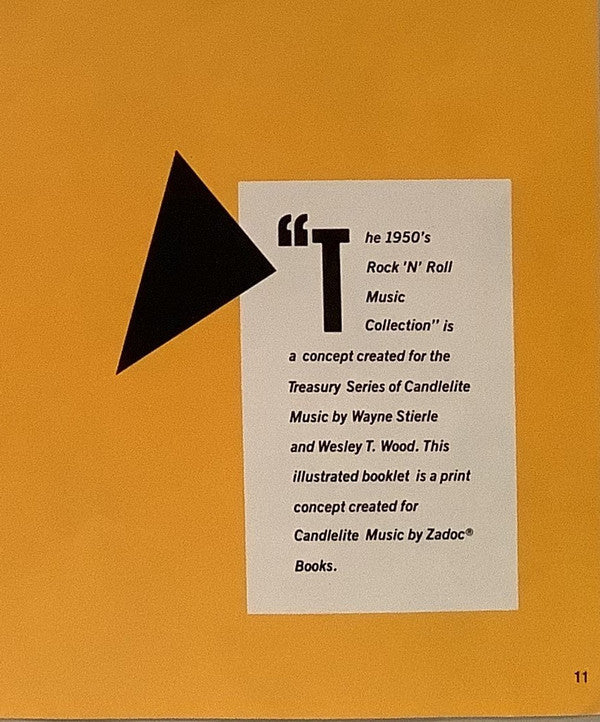 “The 1950's
Rock 'N' Roll
Music
Collection” is
a concept created for the
Treasury Series of Candlelite
Music by Wayne Stierle
and Wesley T. Wood. This
illustrated booklet is a print
concept created for
Candlelite Music by Zadoc®
Books.
11